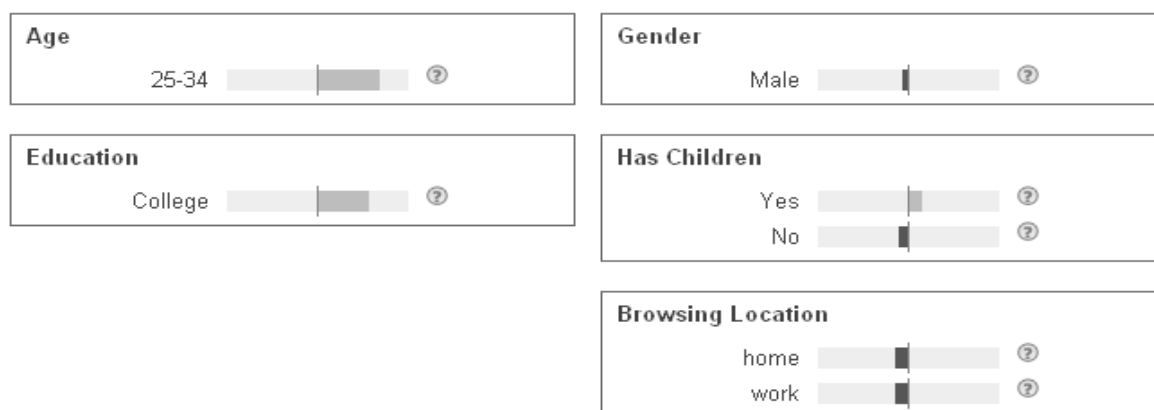 Age
25-34
Education
College
Gender
Male
Has Children
Yes
No
Browsing Location
home
work